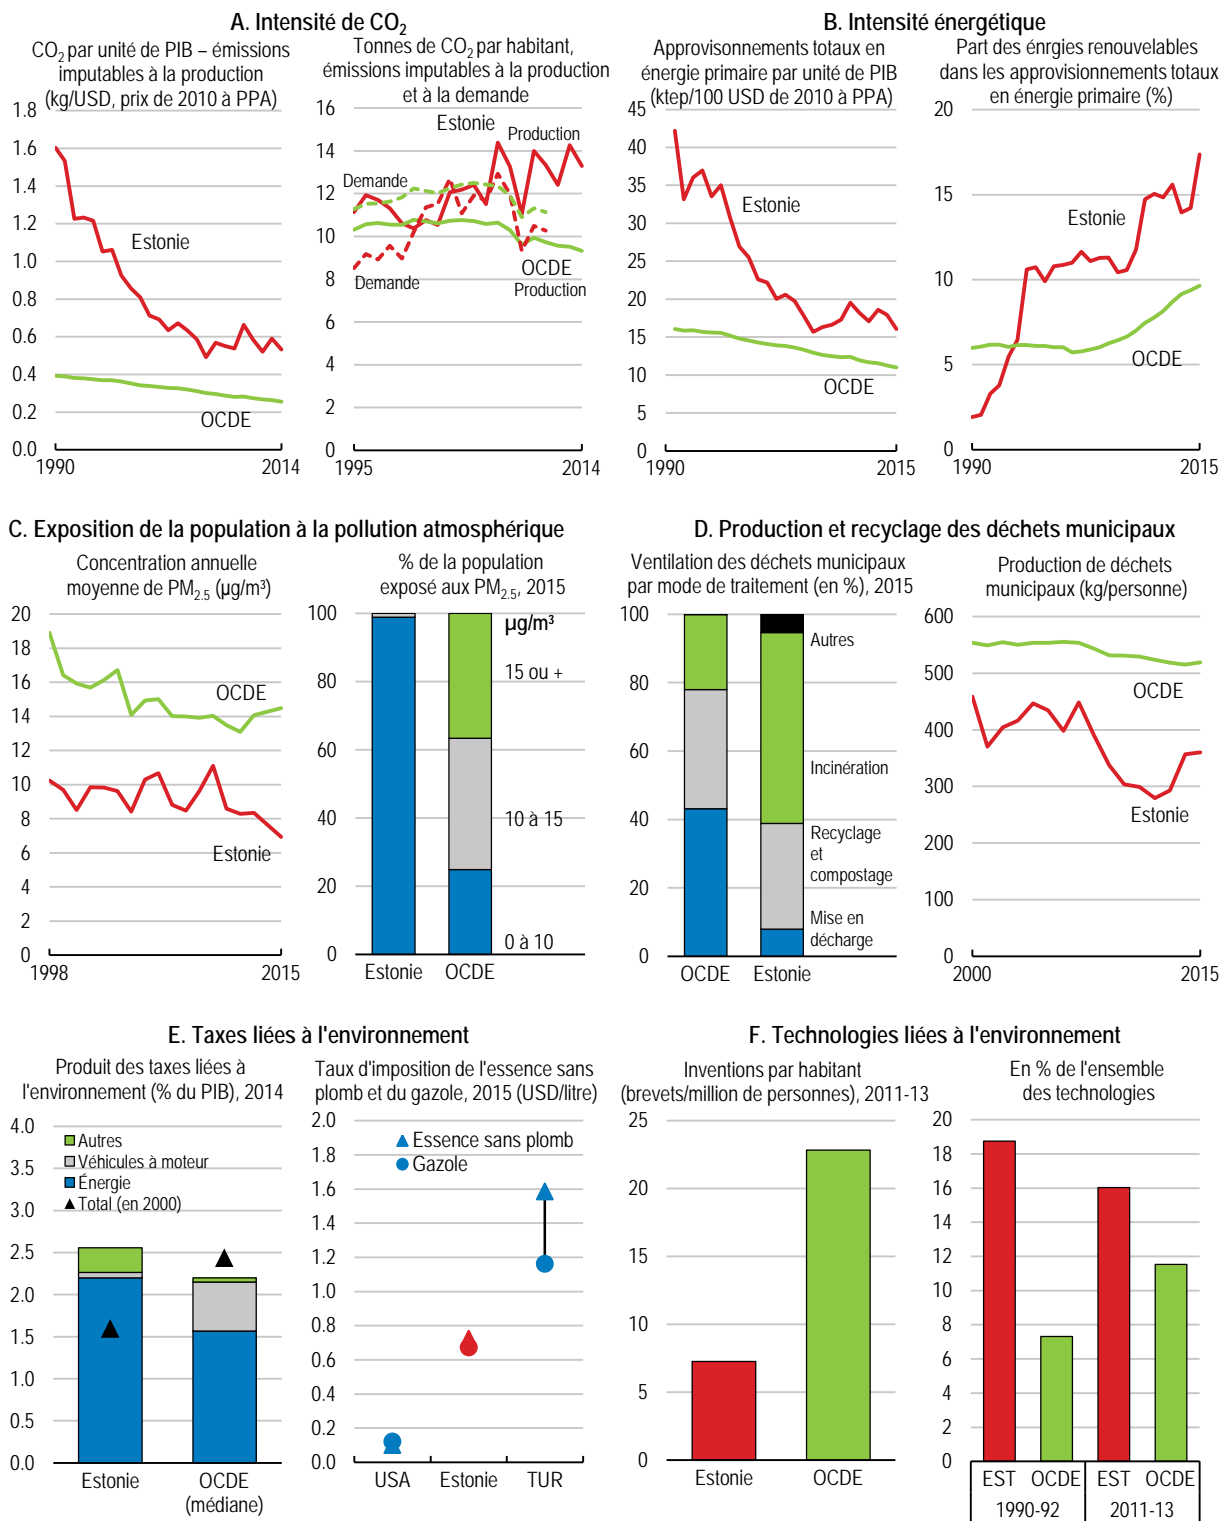 A. Intensité de CO2
CO2 par unité de PIB – émissions
imputables à la production
(kg/USD, prix de 2010 à PPA)
1.8
1.6
1.4
1.2
1.0
0.8
0.6
0.4
0.2
0.0
Estonie
OCDE
1990
2014
Tonnes de CO2 par habitant,
émissions imputables à la production
et à la demande
16
14
12
10
8
6
4
2
0
Estonie
Production
Demande
Demande
OCDE
Production
1995
2014
B. Intensité énergétique
Approvisonnements totaux en
énergie primaire par unité de PIB
(ktep/100 USD de 2010 à PPA)
45
40
35
30
25
20
15
10
5
0
Estonie
OCDE
1990
2015
Part des énrgies renouvelables
dans les approvisionnements totaux
en énergie primaire (%)
20
15
10
5
0
Estonie
OCDE
1990
2015
C. Exposition de la population à la pollution atmosphérique
Concentration annuelle
moyenne de PM2.5 (µg/m³)
20
18
16
14
12
10
8
6
4
2
0
OCDE
Estonie
1998
2015
% de la population
exposé aux PM2.5, 2015
100
80
60
40
20
0
µg/m³
15 ou +
10 à 15
0 à 10
Estonie
OCDE
D. Production et recyclage des déchets municipaux
Ventilation des déchets municipaux
par mode de traitement (en %), 2015
100
80
60
40
20
0
Autres
Incinération
Recyclage
et
compostage
Mise en
décharge
OCDE
Estonie
Production de déchets
municipaux (kg/personne)
600
500
400
300
200
100
0
OCDE
Estonie
2000
2015
E. Taxes liées à l'environnement
Produit des taxes liées à
l'environnement (% du PIB), 2014
4.0
3.5
3.0
2.5
2.0
1.5
1.0
0.5
0.0
Autres
Véhicules à moteur
Énergie
Total (en 2000)
Estonie
OCDE
(médiane)
Taux d'imposition de l'essence sans
plomb et du gazole, 2015 (USD/litre)
2.0
1.8
1.6
1.4
1.2
1.0
0.8
0.6
0.4
0.2
0.0
Essence sans plomb
Gazole
USA
Estonie
TUR
F. Technologies liées à l'environnement
Inventions par habitant
(brevets/million de personnes), 2011-13
25
20
15
10
5
0
Estonie
OCDE
En % de l'ensemble
des technologies
20
18
16
14
12
10
8
6
4
2
0
EST
OCDE
EST
OCDE
1990-92
2011-13